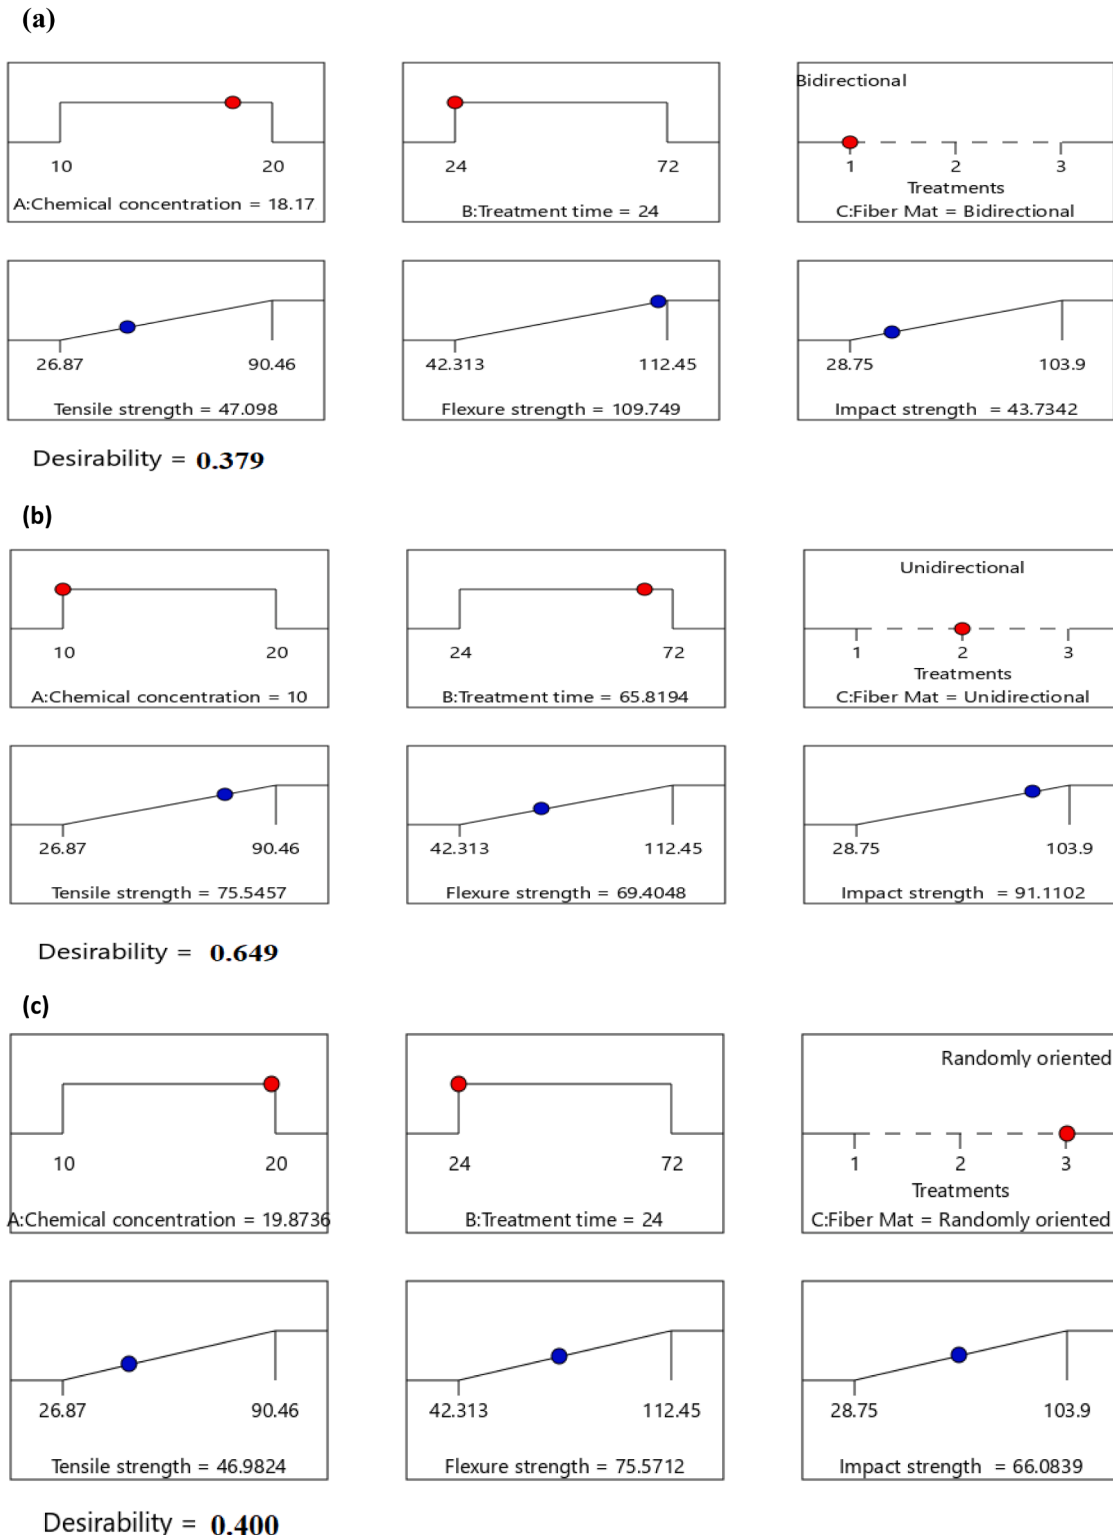 (a)
Bidirectional
10 20 24 72 1 2 3
Treatments
A:Chemical concentration = 18.17 B:Treatment time = 24 C:Fiber Mat = Bidirectional
26.87 90.46 42.313 112.45 28.75 103.9
Tensile strength = 47.098 Flexure strength = 109.749 Impact strength = 43.7342
Desirability = 0.379
(b)
Unidirectional
10 20 24 72 1 2 3
Treatments
A:Chemical concentration = 10 B:Treatment time = 65.8194 C:Fiber Mat = Unidirectional
26.87 90.46 42.313 112.45 28.75 103.9
Tensile strength = 75.5457 Flexure strength = 69.4048 Impact strength = 91.1102
Desirability = 0.649
(c)
Randomly oriented
10 20 24 72 1 2 3
Treatments
A:Chemical concentration = 19.8736 B:Treatment time = 24 C:Fiber Mat = Randomly oriented
26.87 90.46 42.313 112.45 28.75 103.9
Tensile strength = 46.9824 Flexure strength = 75.5712 Impact strength = 66.0839
Desirability = 0.400